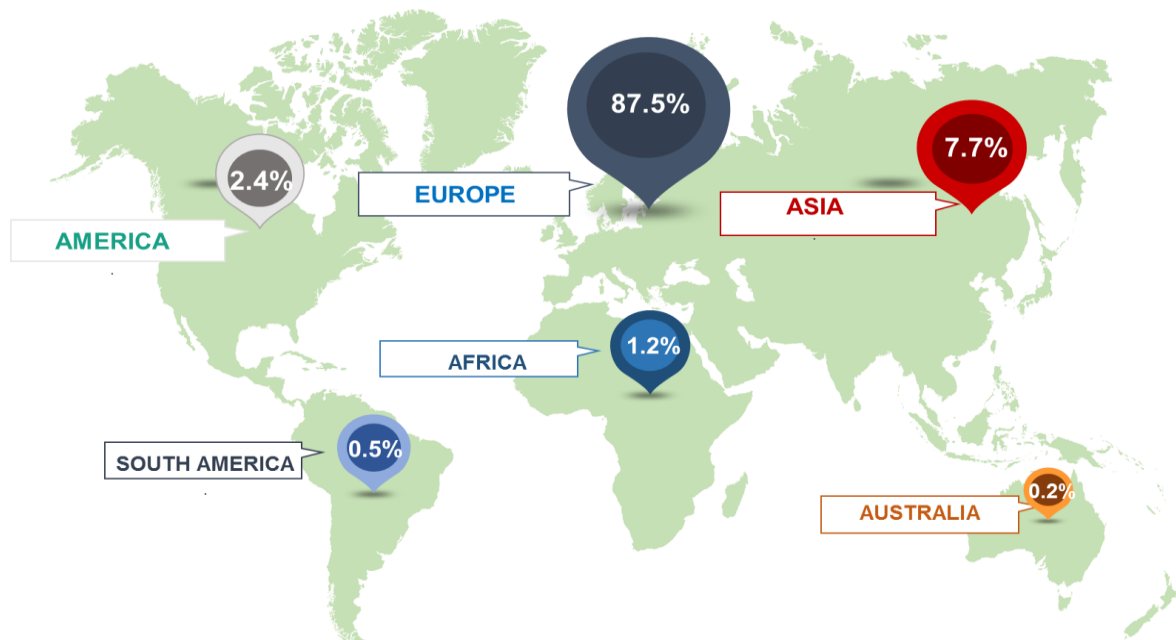 87.5%
7.7%
2.4%
EUROPE
ASIA
AMERICA
1.2%
AFRICA
0.5%
SOUTH AMERICA
0.2%
AUSTRALIA